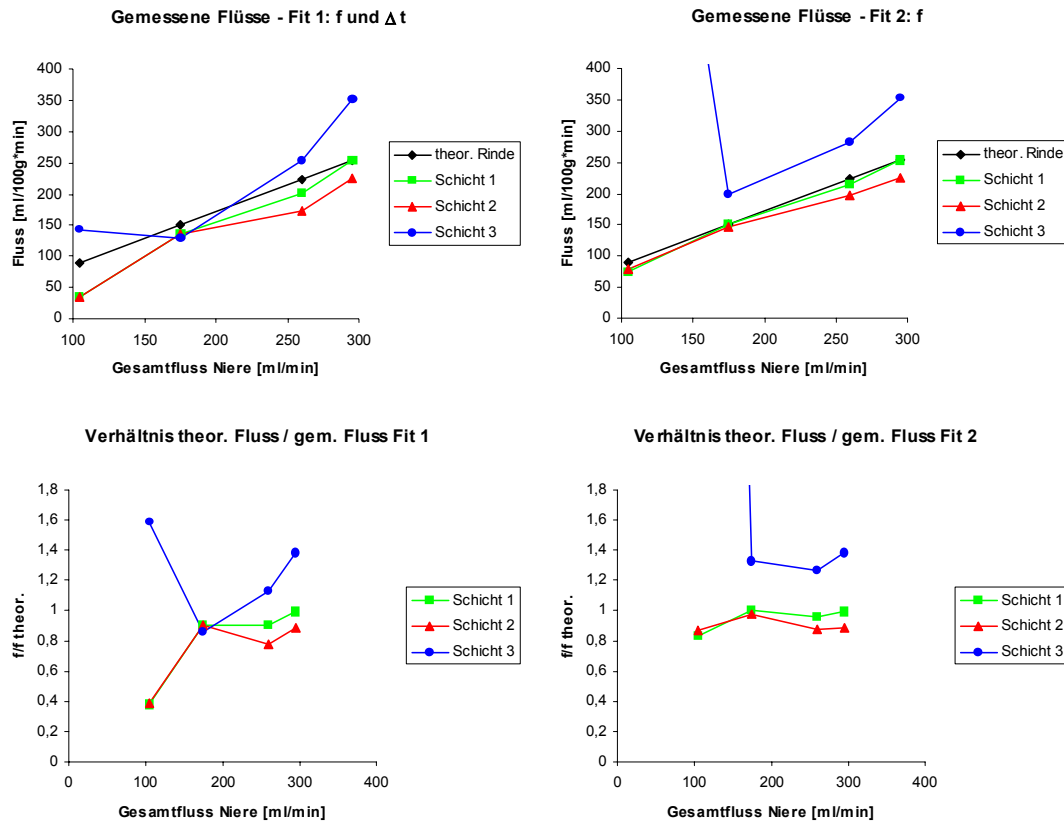 Gemessene Flüsse - Fit 1: f und Δ t
Fluss [ml/100g*min]
400
350
300
250
200
150
100
50
0
100 150 200 250 300
Gesamtfluss Niere [ml/min]
theor. Rinde
Schicht 1
Schicht 2
Schicht 3
Gemessene Flüsse - Fit 2: f
Fluss [ml/100g*min]
400
350
300
250
200
150
100
50
0
100 150 200 250 300
Gesamtfluss Niere [ml/min]
theor. Rinde
Schicht 1
Schicht 2
Schicht 3
Verhältnis theor. Fluss / gem. Fluss Fit 1
f/f theor.
1,8
1,6
1,4
1,2
1
0,8
0,6
0,4
0,2
0
0 100 200 300 400
Gesamtfluss Niere [ml/min]
Schicht 1
Schicht 2
Schicht 3
Verhältnis theor. Fluss / gem. Fluss Fit 2
f/f theor.
1,8
1,6
1,4
1,2
1
0,8
0,6
0,4
0,2
0
0 100 200 300 400
Gesamtfluss Niere [ml/min]
Schicht 1
Schicht 2
Schicht 3